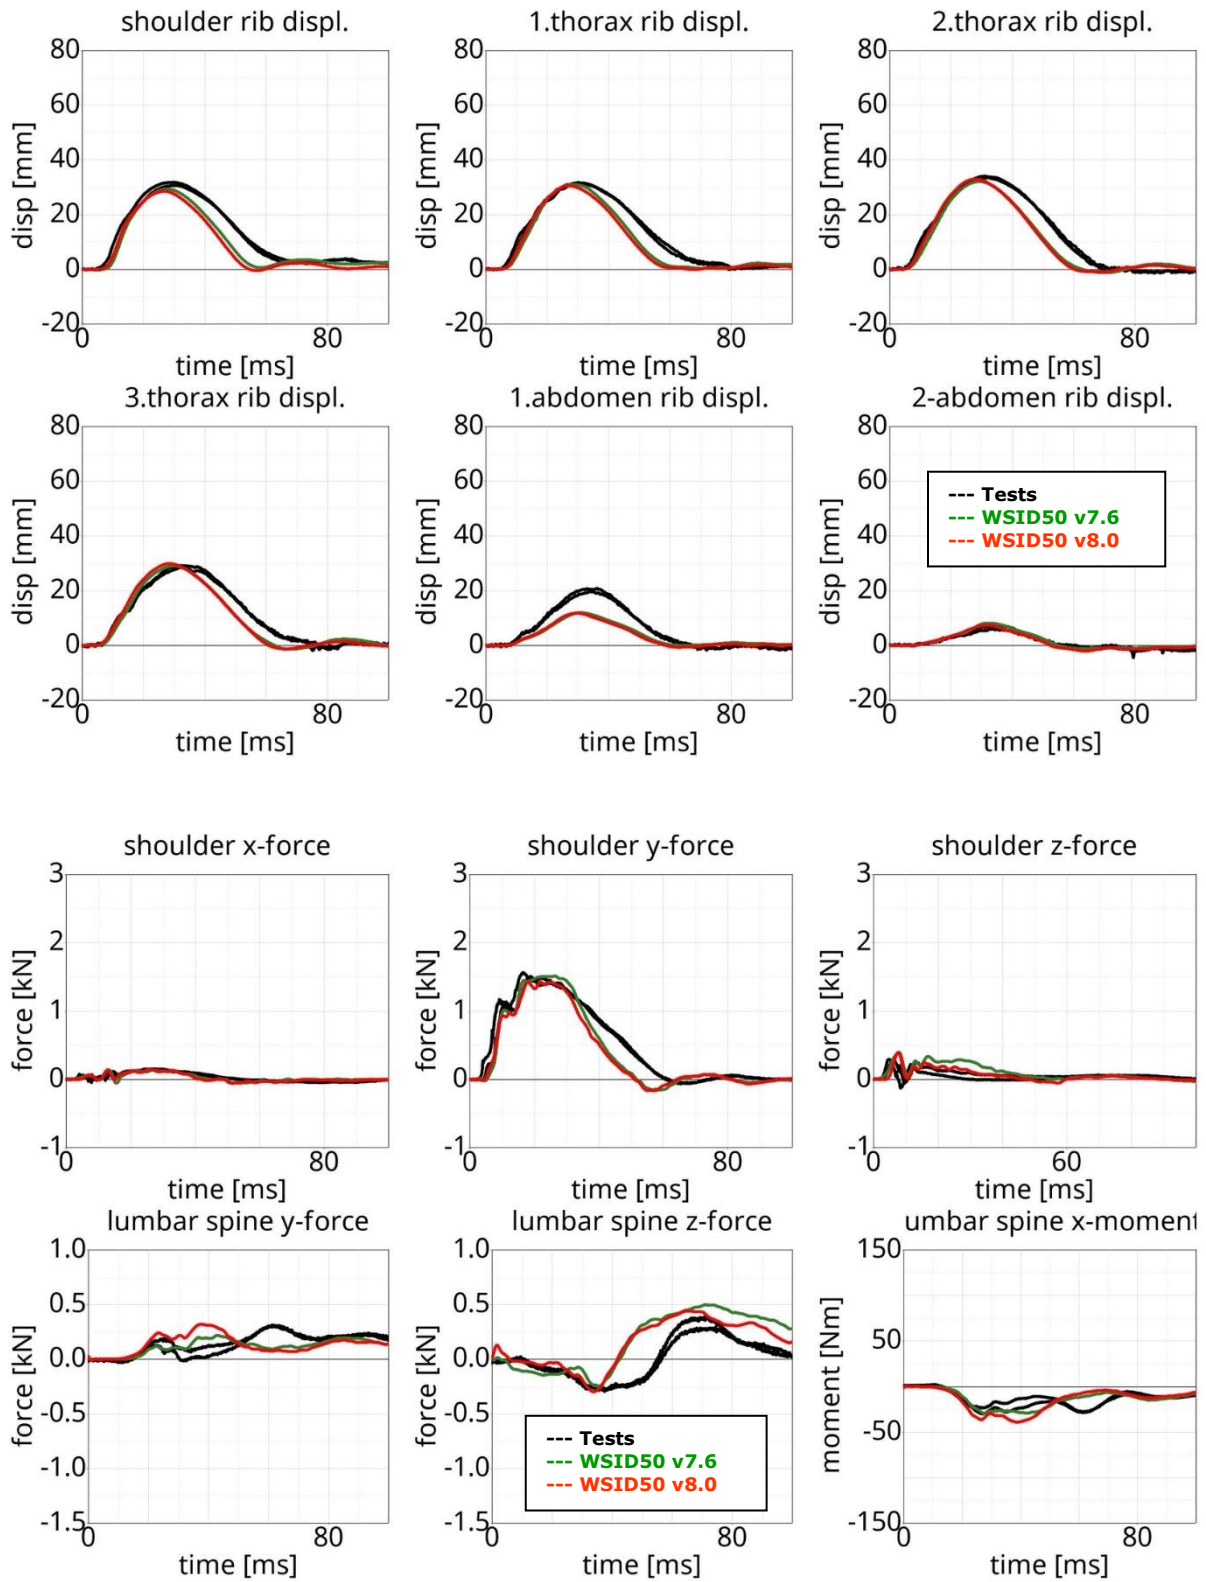 shoulder rib displ.
1.thorax rib displ.
2.thorax rib displ.
80
60
40
20
0
-20
disp [mm]
0
80
time [ms]
80
60
40
20
0
-20
disp [mm]
0
80
time [ms]
80
60
40
20
0
-20
disp [mm]
0
80
time [ms]
3.thorax rib displ.
1.abdomen rib displ.
2-abdomen rib displ.
80
60
40
20
0
-20
disp [mm]
0
80
time [ms]
80
60
40
20
0
-20
disp [mm]
0
80
time [ms]
80
60
40
20
0
-20
disp [mm]
0
80
time [ms]
--- Tests
--- WSID50 v7.6
--- WSID50 v8.0
shoulder x-force
shoulder y-force
shoulder z-force
3
2
1
0
-1
force [kN]
0
80
time [ms]
3
2
1
0
-1
force [kN]
0
80
time [ms]
3
2
1
0
-1
force [kN]
0
60
time [ms]
lumbar spine y-force
lumbar spine z-force
umbar spine x-moment
1.0
0.5
0.0
-0.5
-1.0
-1.5
force [kN]
0
80
time [ms]
1.0
0.5
0.0
-0.5
-1.0
-1.5
force [kN]
0
80
time [ms]
--- Tests
--- WSID50 v7.6
--- WSID50 v8.0
150
50
-50
-150
moment [Nm]
0
80
time [ms]